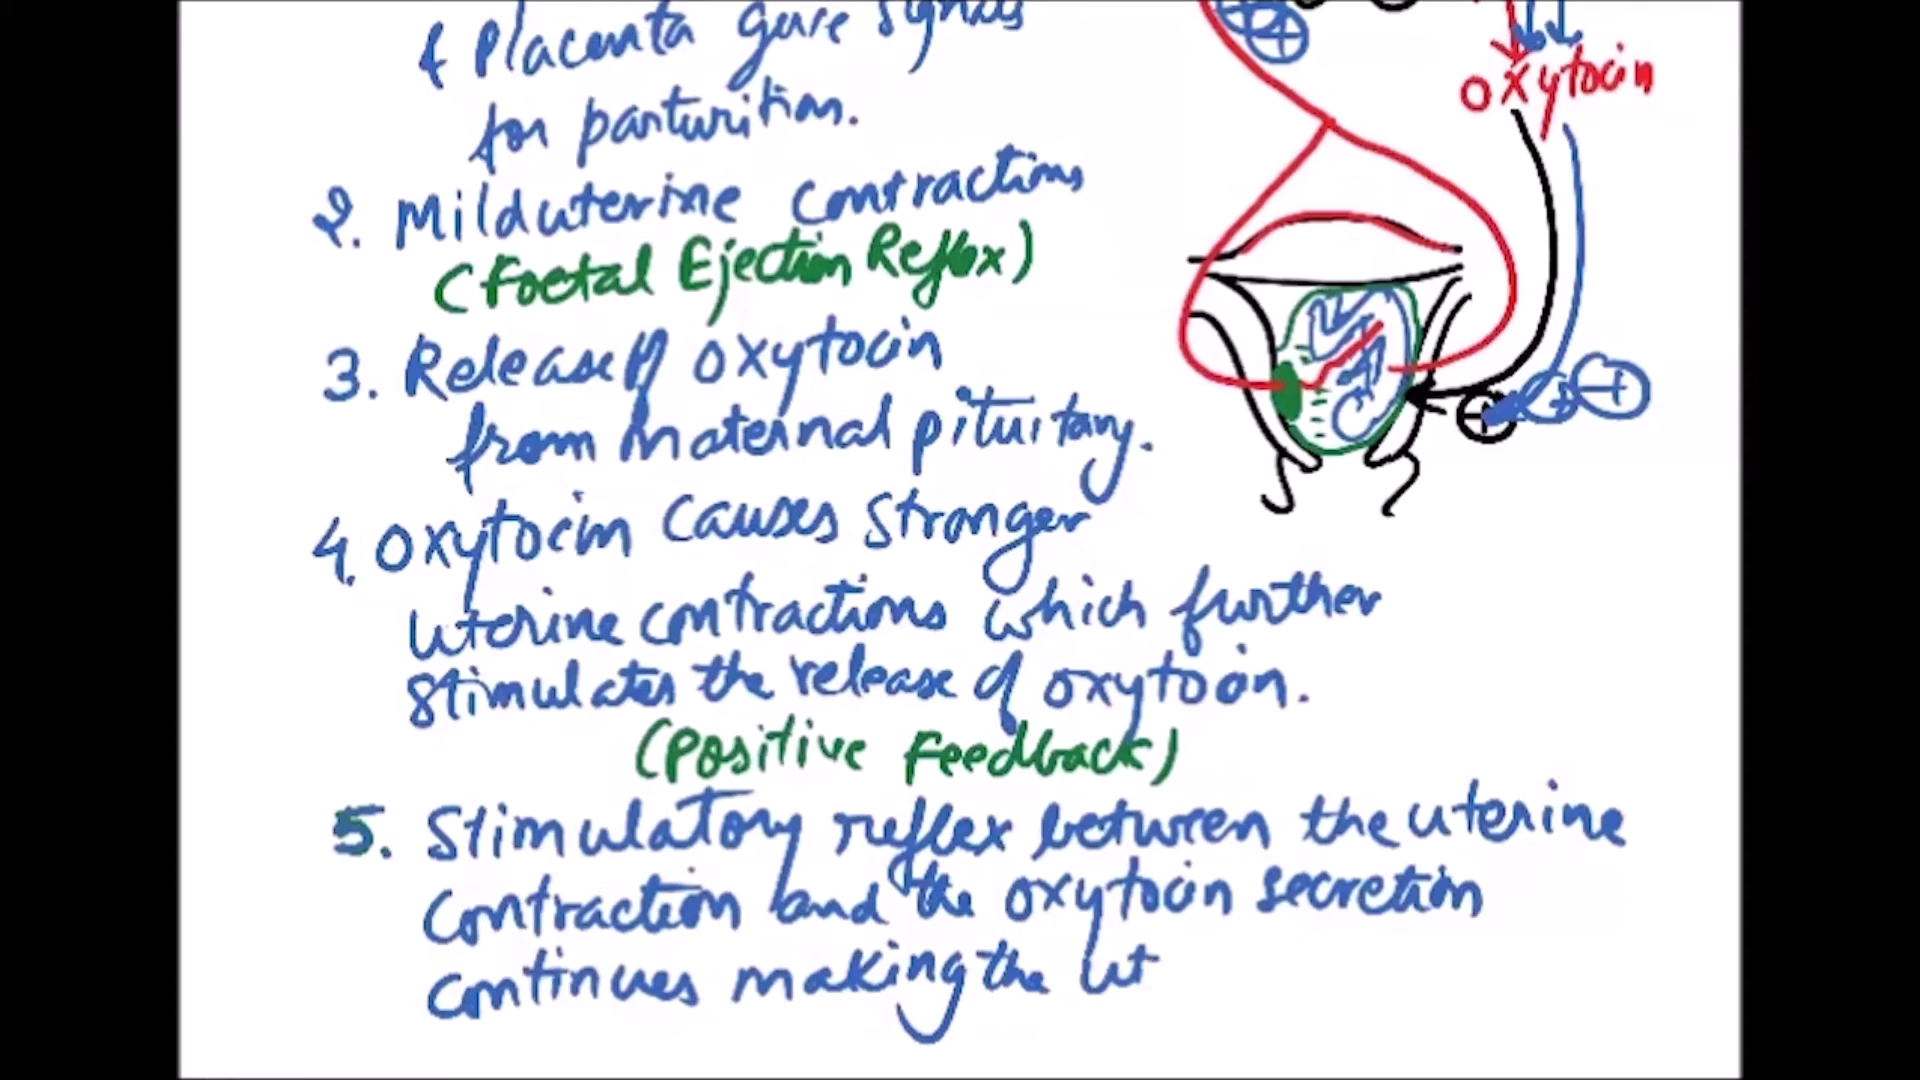 & Placenta give signals
for parturition.
2. Mild uterine contractions
(Foetal Ejection Reflex)
3. Release of oxytocin
from maternal pituitary.
4. Oxytocin causes stronger
uterine contractions which further
stimulates the release of oxytocin.
(Positive Feedback)
5. Stimulatory reflex between the uterine
contraction and the oxytocin secretion
continues making the ut
oxytocin